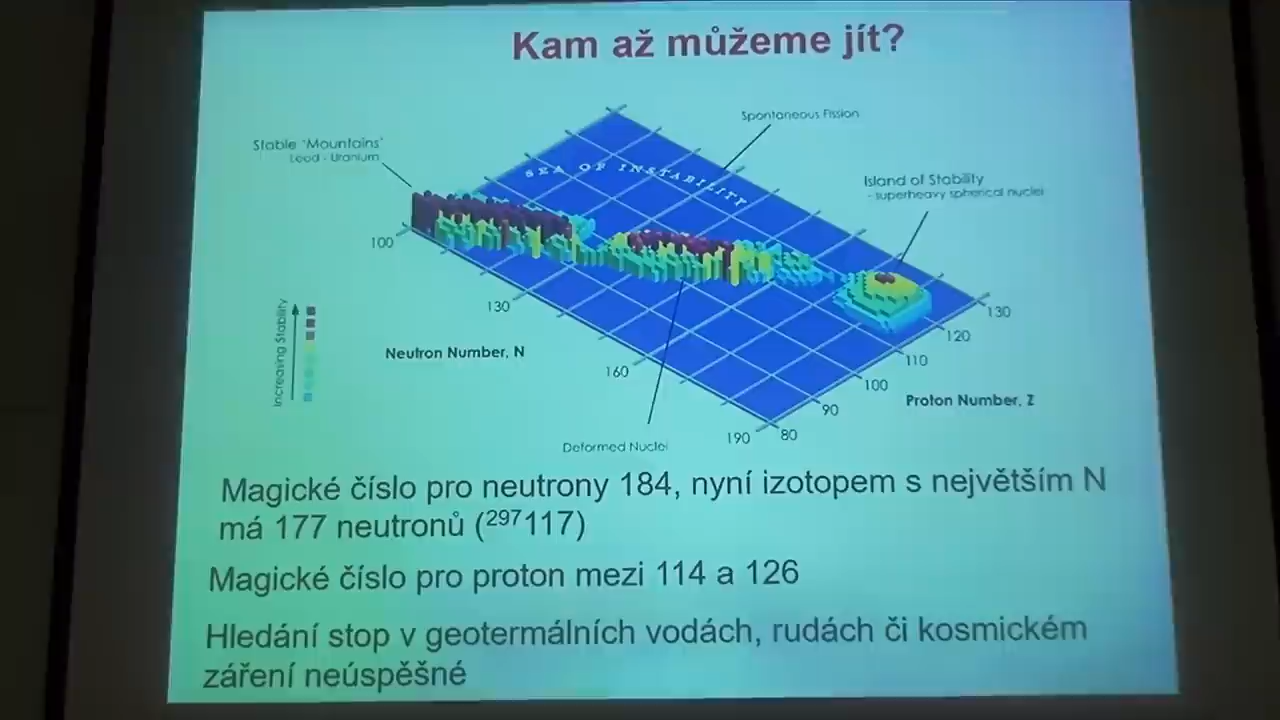 Kam až můžeme jít?
Spontaneous Fission
Stable 'Mountains'
Lead - Uranium
SEA OF INSTABILITY
Island of Stability
- superheavy spherical nuclei
100
130
160
190
Neutron Number, N
80
90
100
110
120
130
Proton Number, Z
Increasing Stability
Deformed Nuclei
Magické číslo pro neutrony 184, nyní izotopem s největším N
má 177 neutronů (²⁹⁷117)
Magické číslo pro proton mezi 114 a 126
Hledání stop v geotermálních vodách, rudách či kosmickém
záření neúspěšné